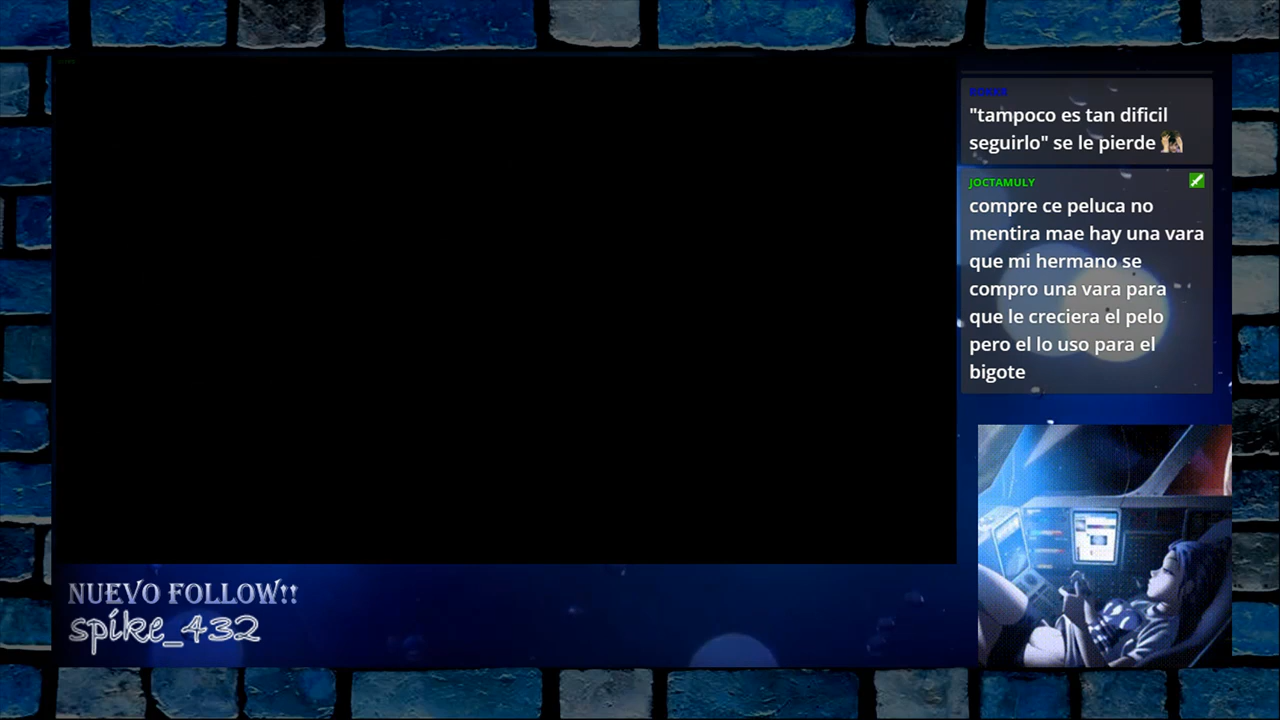 "tampoco es tan dificil
seguirlo" se le pierde
JOCTAMULY
compre ce peluca no
mentira mae hay una vara
que mi hermano se
compro una vara para
que le creciera el pelo
pero el lo uso para el
bigote
NUEVO FOLLOW!!
spike_432